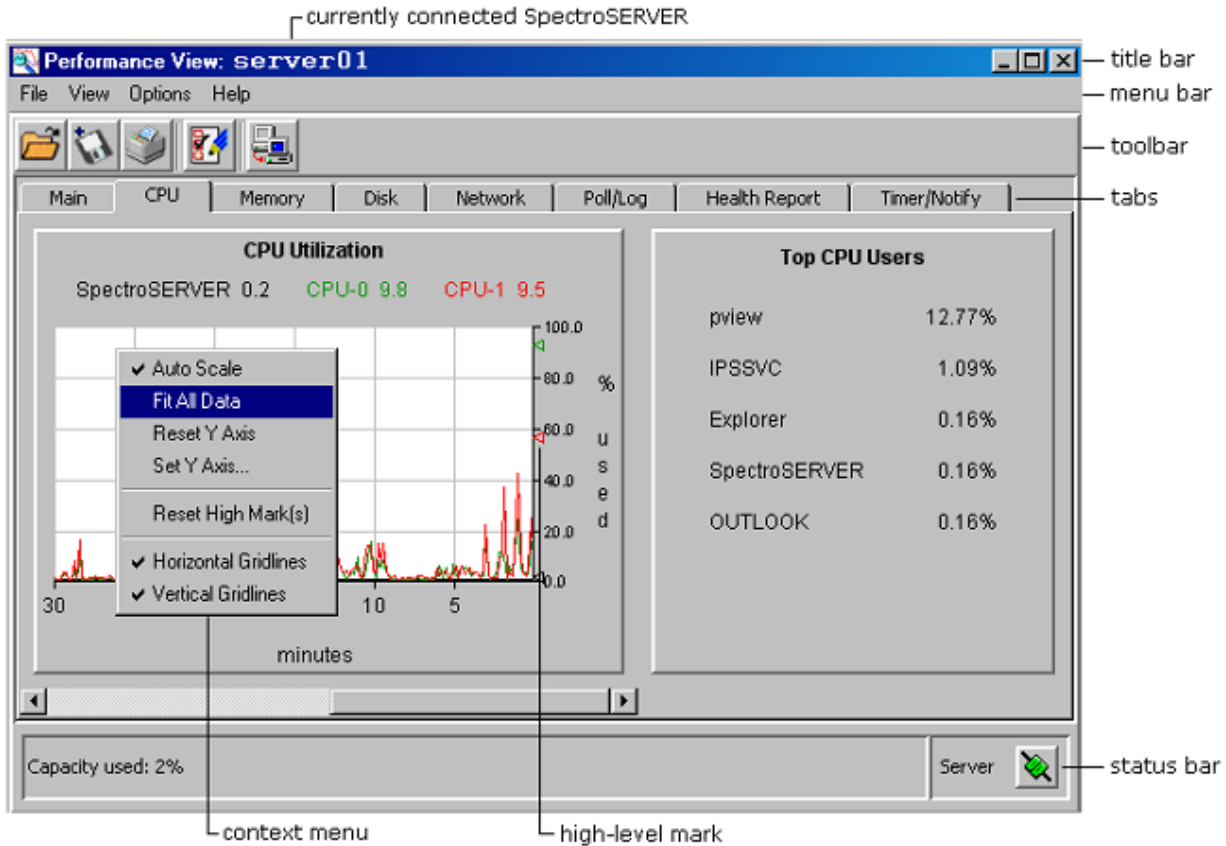 currently connected SpectroSERVER
Performance View: server01
title bar
File View Options Help
menu bar
toolbar
Main CPU Memory Disk Network Poll/Log Health Report Timer/Notify
tabs
CPU Utilization
SpectroSERVER 0.2 CPU-0 9.8 CPU-1 9.5
100.0
80.0
60.0
40.0
20.0
0.0
% used
30 10 5
minutes
Auto Scale
Fit All Data
Reset Y Axis
Set Y Axis...
Reset High Mark(s)
Horizontal Gridlines
Vertical Gridlines
Top CPU Users
pview 12.77%
IPSSVC 1.09%
Explorer 0.16%
SpectroSERVER 0.16%
OUTLOOK 0.16%
Capacity used: 2%
Server
status bar
context menu
high-level mark